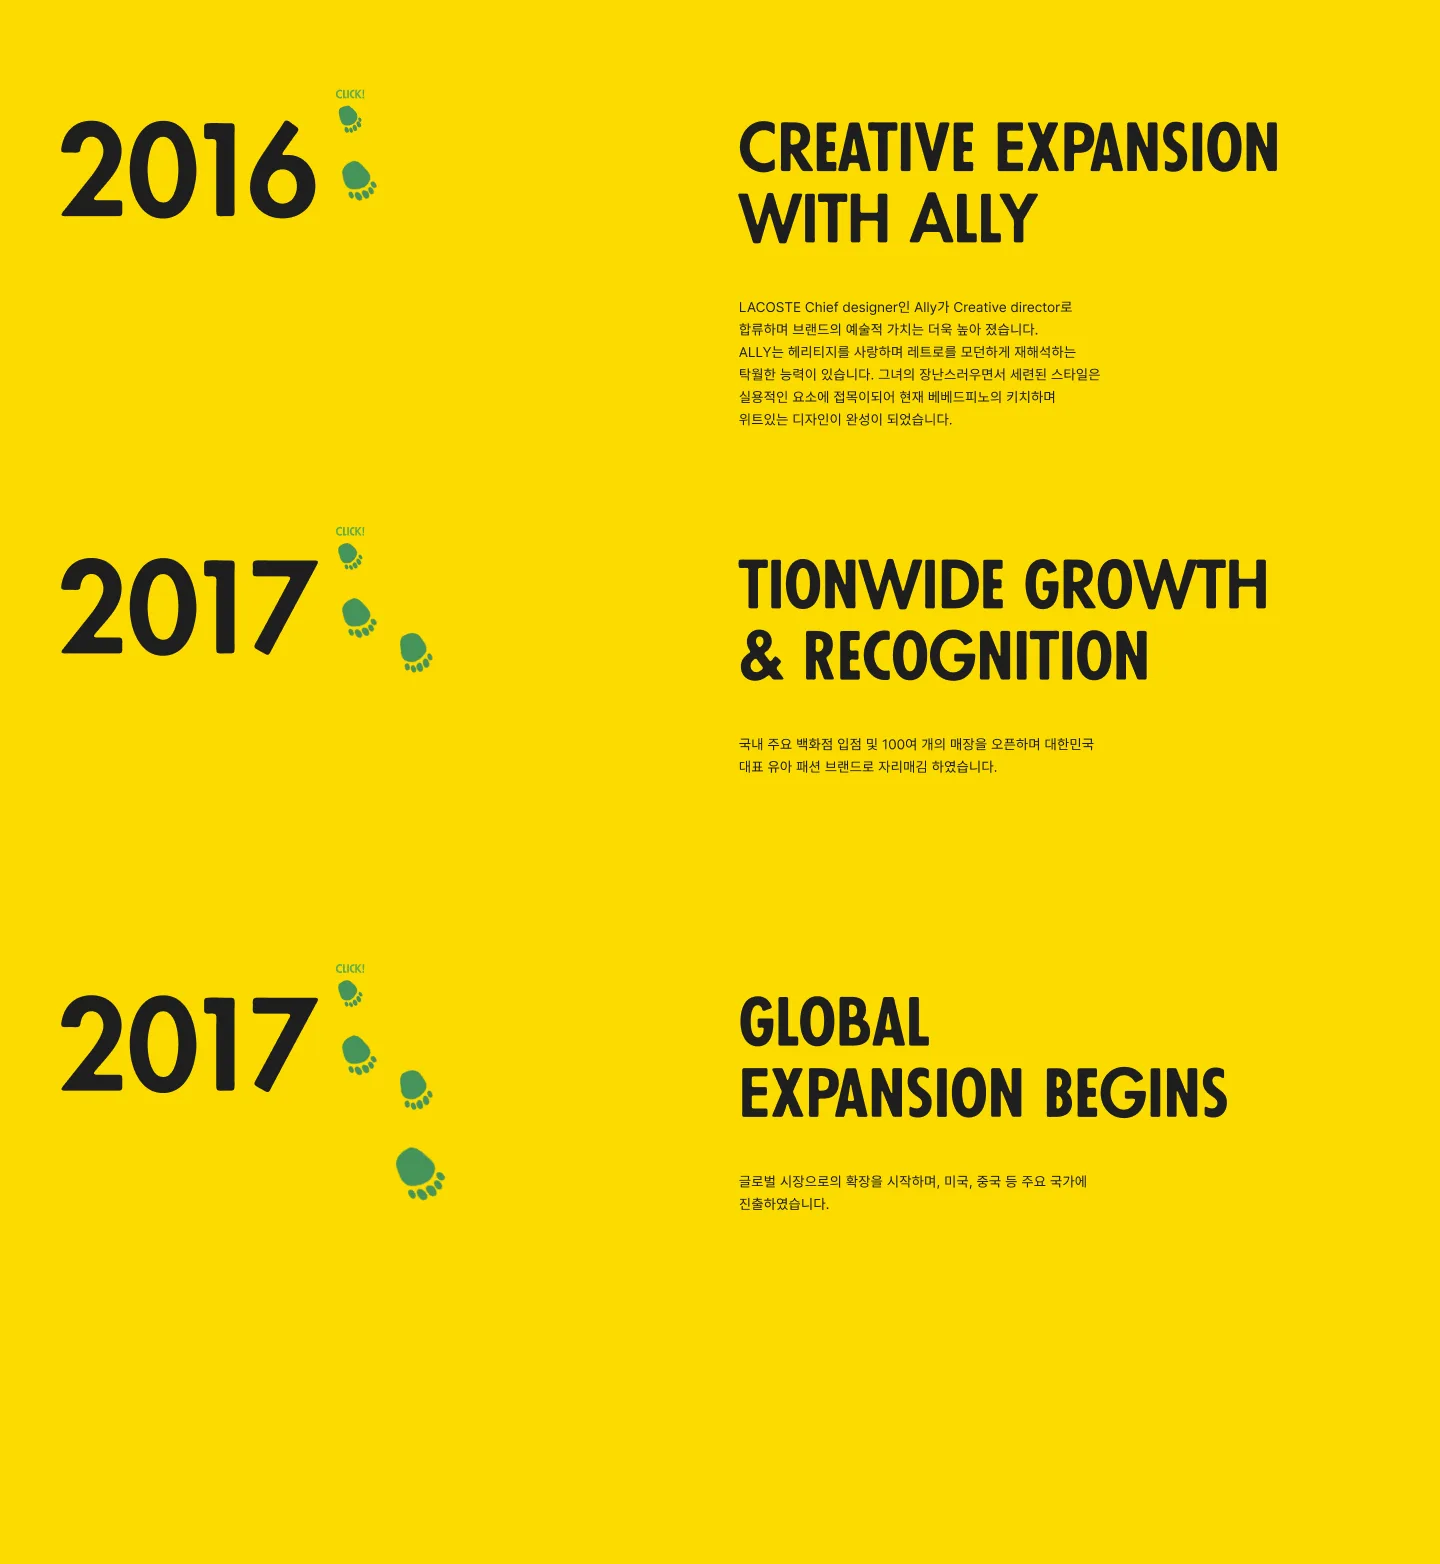 CLICK!
2016
CREATIVE EXPANSION
WITH ALLY
LACOSTE Chief designer인 Ally가 Creative director로
합류하며 브랜드의 예술적 가치는 더욱 높아 졌습니다.
ALLY는 헤리티지를 사랑하며 레트로를 모던하게 재해석하는
탁월한 능력이 있습니다. 그녀의 장난스러우면서 세련된 스타일은
실용적인 요소에 접목이되어 현재 베베드피노의 키치하며
위트있는 디자인이 완성이 되었습니다.
CLICK!
2017
TIONWIDE GROWTH
& RECOGNITION
국내 주요 백화점 입점 및 100여 개의 매장을 오픈하며 대한민국
대표 유아 패션 브랜드로 자리매김 하였습니다.
CLICK!
2017
GLOBAL
EXPANSION BEGINS
글로벌 시장으로의 확장을 시작하며, 미국, 중국 등 주요 국가에
진출하였습니다.